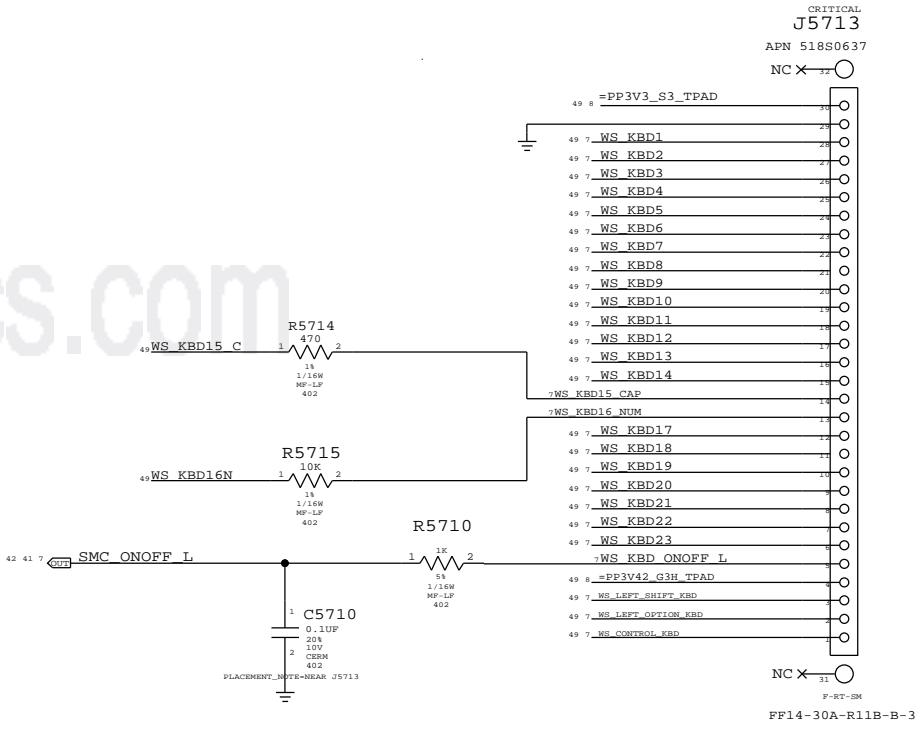 CRITICAL
J5713
APN 518S0637
NC 32
49 8 =PP3V3_S3_TPAD 30
29
49 7 WS_KBD1 28
49 7 WS_KBD2 27
49 7 WS_KBD3 26
49 7 WS_KBD4 25
49 7 WS_KBD5 24
49 7 WS_KBD6 23
49 7 WS_KBD7 22
49 7 WS_KBD8 21
49 7 WS_KBD9 20
49 7 WS_KBD10 19
49 7 WS_KBD11 18
49 7 WS_KBD12 17
49 7 WS_KBD13 16
49 7 WS_KBD14 15
7 WS_KBD15_CAP 14
7 WS_KBD16_NUM 13
49 7 WS_KBD17 12
49 7 WS_KBD18 11
49 7 WS_KBD19 10
49 7 WS_KBD20 9
49 7 WS_KBD21 8
49 7 WS_KBD22 7
49 7 WS_KBD23 6
7 WS_KBD_ONOFF_L 5
49 8 =PP3V42_G3H_TPAD 4
49 7 WS_LEFT_SHIFT_KBD 3
49 7 WS_LEFT_OPTION_KBD 2
49 7 WS_CONTROL_KBD 1
NC 31
F-RT-SM
FF14-30A-R11B-B-3
cs.com
R5714
470
49 WS_KBD15_C 1 2
1%
1/16W
MF-LF
402
R5715
10K
49 WS_KBD16N 1 2
1%
1/16W
MF-LF
402
R5710
1K
1 2
5%
1/16W
MF-LF
402
42 41 7 OUT SMC_ONOFF_L
1 C5710
0.1UF
20%
10V
2 CERM
402
PLACEMENT_NOTE=NEAR J5713